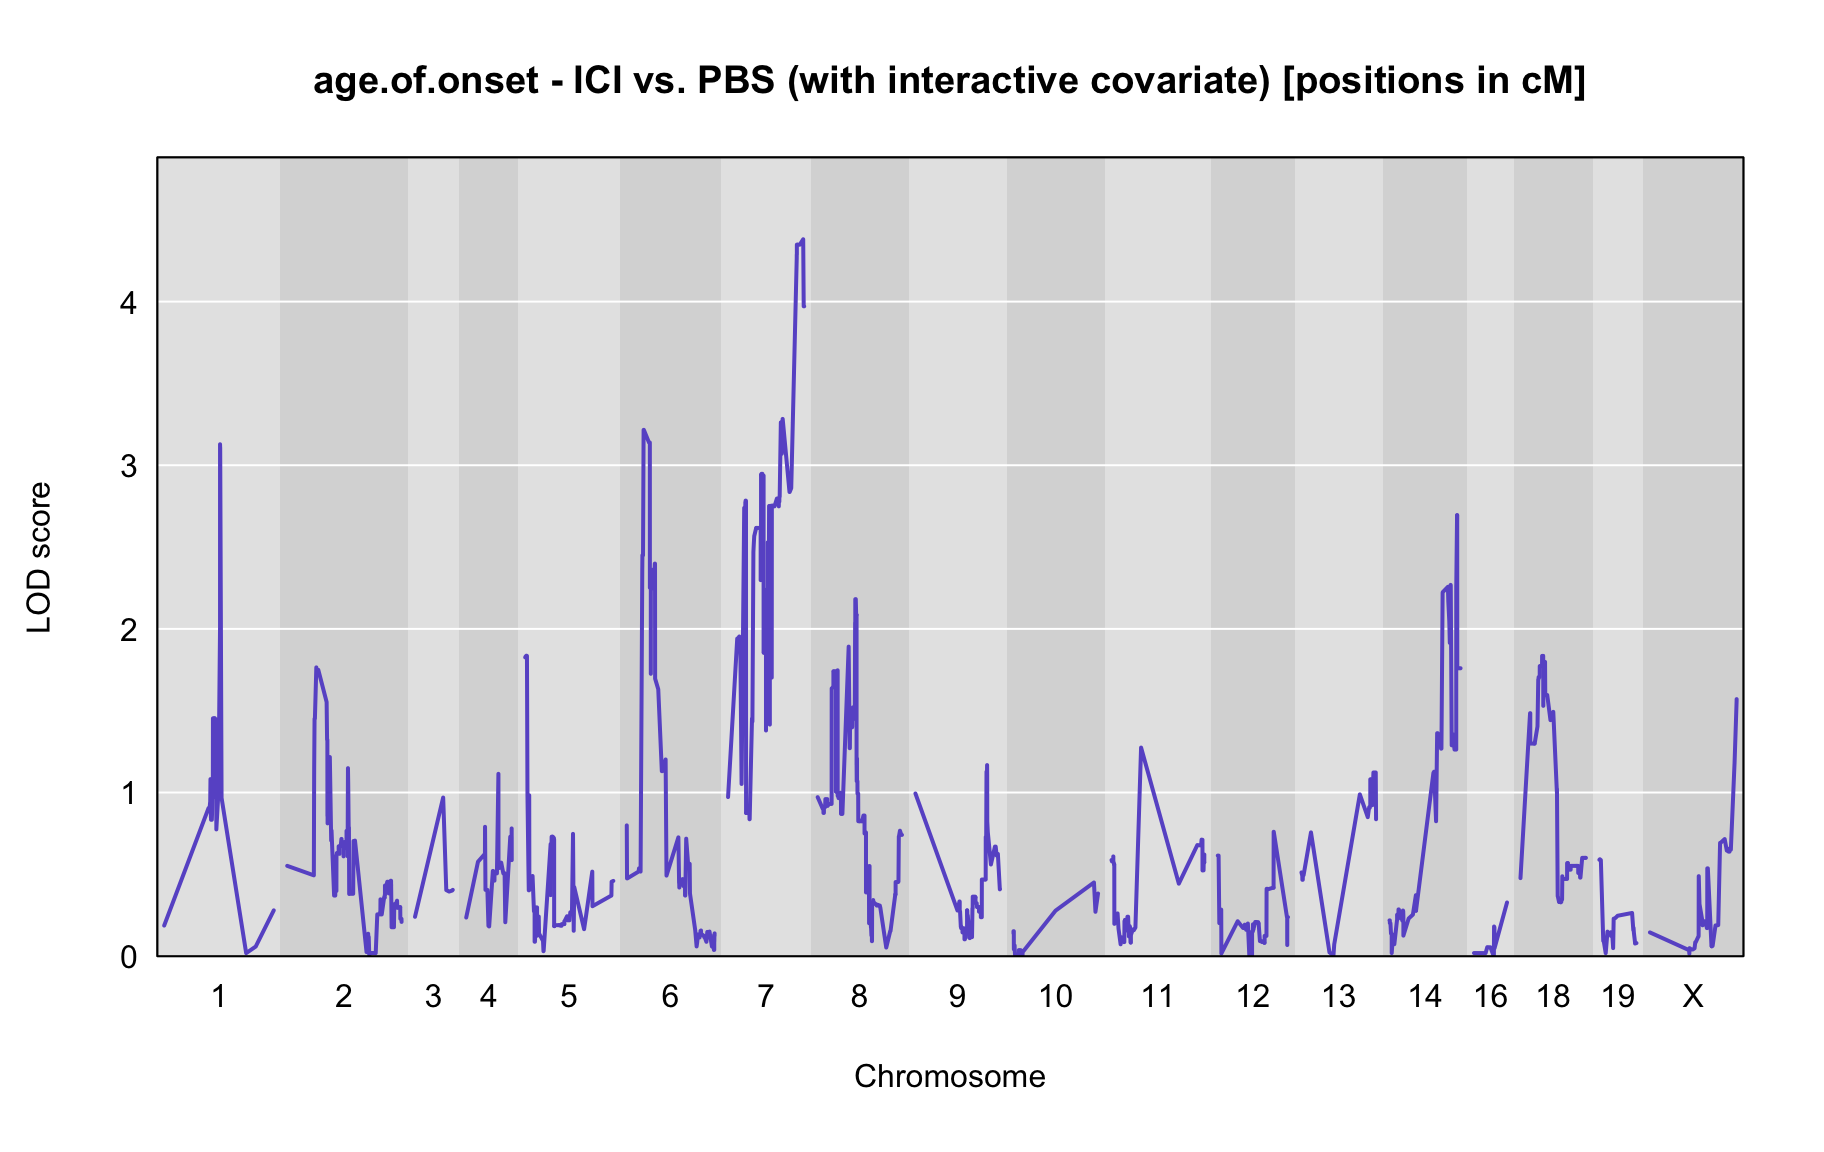 age.of.onset - ICI vs. PBS (with interactive covariate) [positions in cM]
LOD score
4
3
2
1
0
1 2 3 4 5 6 7 8 9 10 11 12 13 14 16 18 19 X
Chromosome